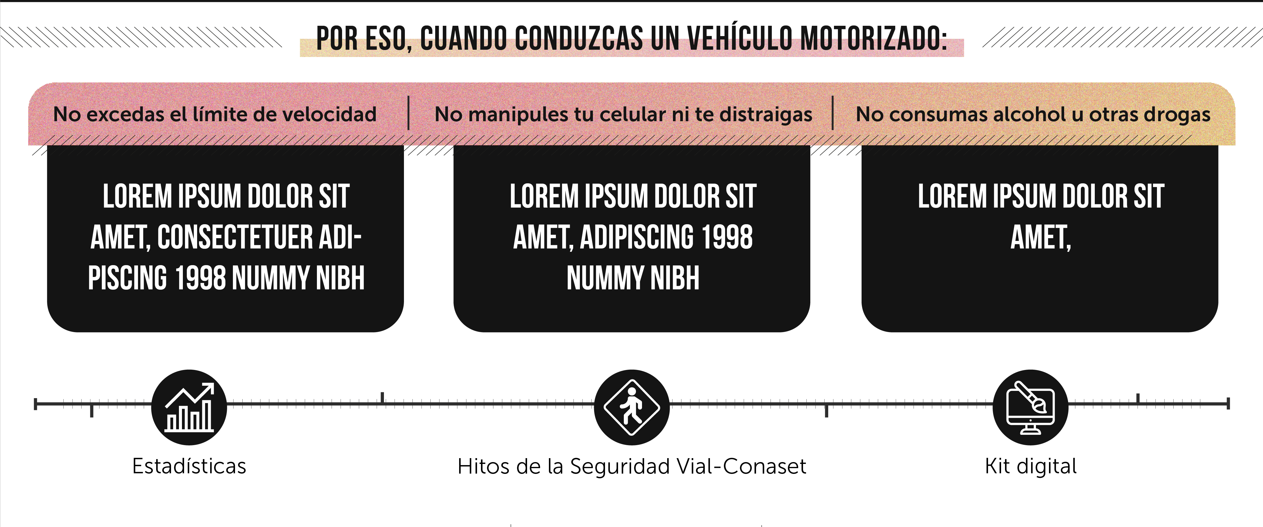 POR ESO, CUANDO CONDUZCAS UN VEHÍCULO MOTORIZADO:
No excedas el límite de velocidad
No manipules tu celular ni te distraigas
No consumas alcohol u otras drogas
LOREM IPSUM DOLOR SIT
AMET, CONSECTETUER ADI-
PISCING 1998 NUMMY NIBH
LOREM IPSUM DOLOR SIT
AMET, ADIPISCING 1998
NUMMY NIBH
LOREM IPSUM DOLOR SIT
AMET,
Estadísticas
Hitos de la Seguridad Vial-Conaset
Kit digital